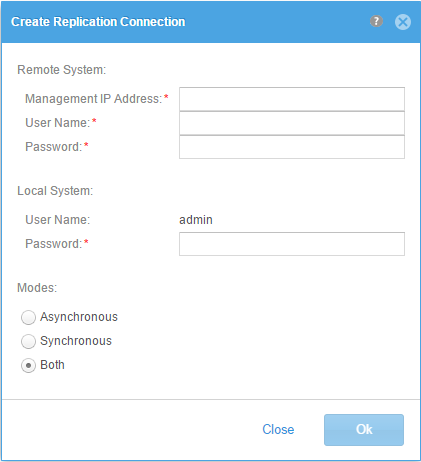 Create Replication Connection ?
Remote System:
Management IP Address:*
User Name:*
Password:*
Local System:
User Name: admin
Password:*
Modes:
Asynchronous
Synchronous
Both
Close Ok